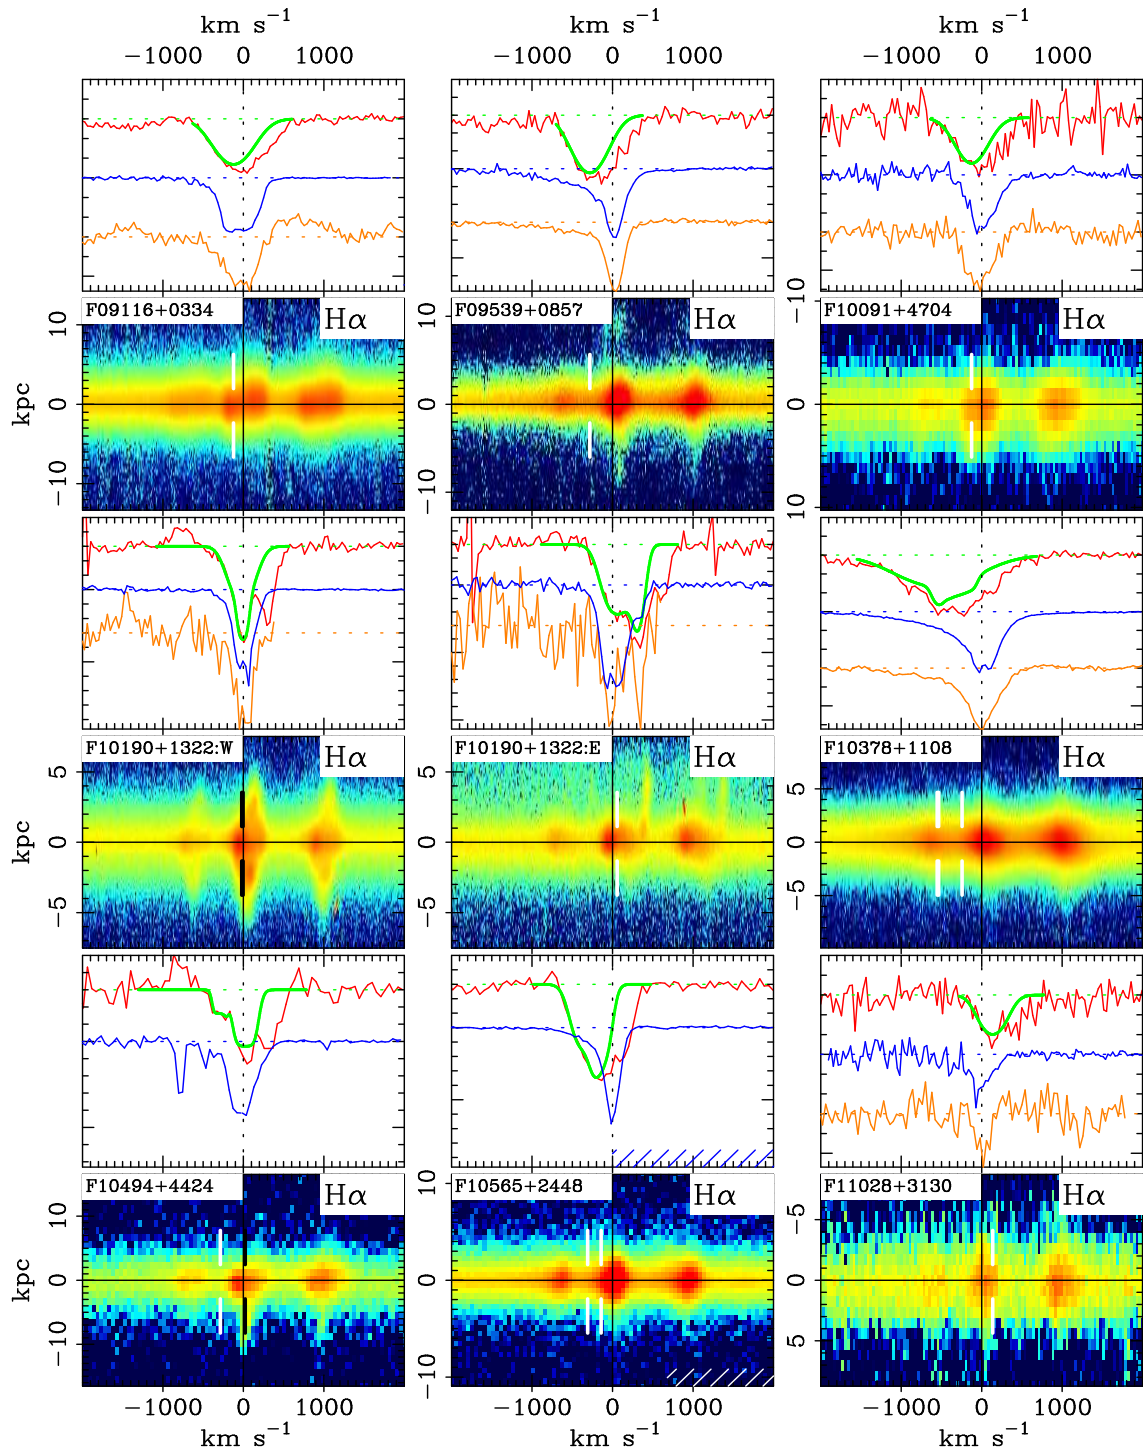 km s⁻¹ km s⁻¹ km s⁻¹
−1000 0 1000 −1000 0 1000 −1000 0 1000
F09116+0334 Hα F09539+0857 Hα F10091+4704 Hα
10 10 −10
kpc 0 0 0
−10 −10 10 10
F10190+1322:W Hα F10190+1322:E Hα F10378+1108 Hα
5 5 5
kpc 0 0 0
−5 −5 −5
F10494+4424 Hα F10565+2448 Hα F11028+3130 Hα
10 10 −5
kpc 0 0 0
−10 −10 5
−1000 0 1000 −1000 0 1000 −1000 0 1000
km s⁻¹ km s⁻¹ km s⁻¹